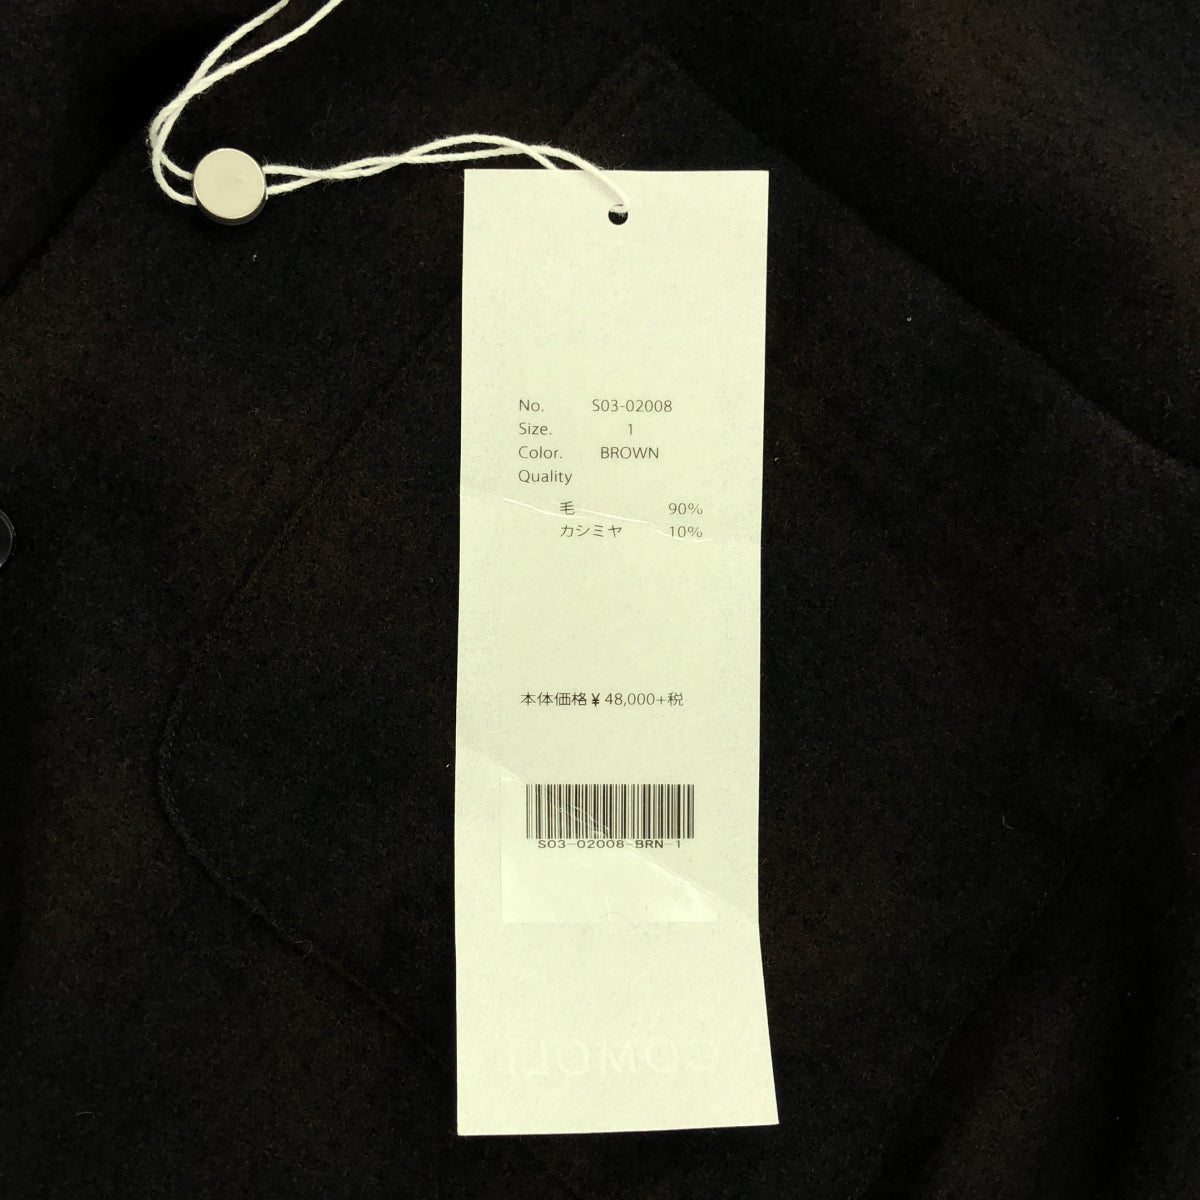 No. S03-02008
Size. 1
Color. BROWN
Quality
毛 90%
カシミヤ 10%
本体価格¥48,000+税
S03-02008-BRN-1
COMOLI